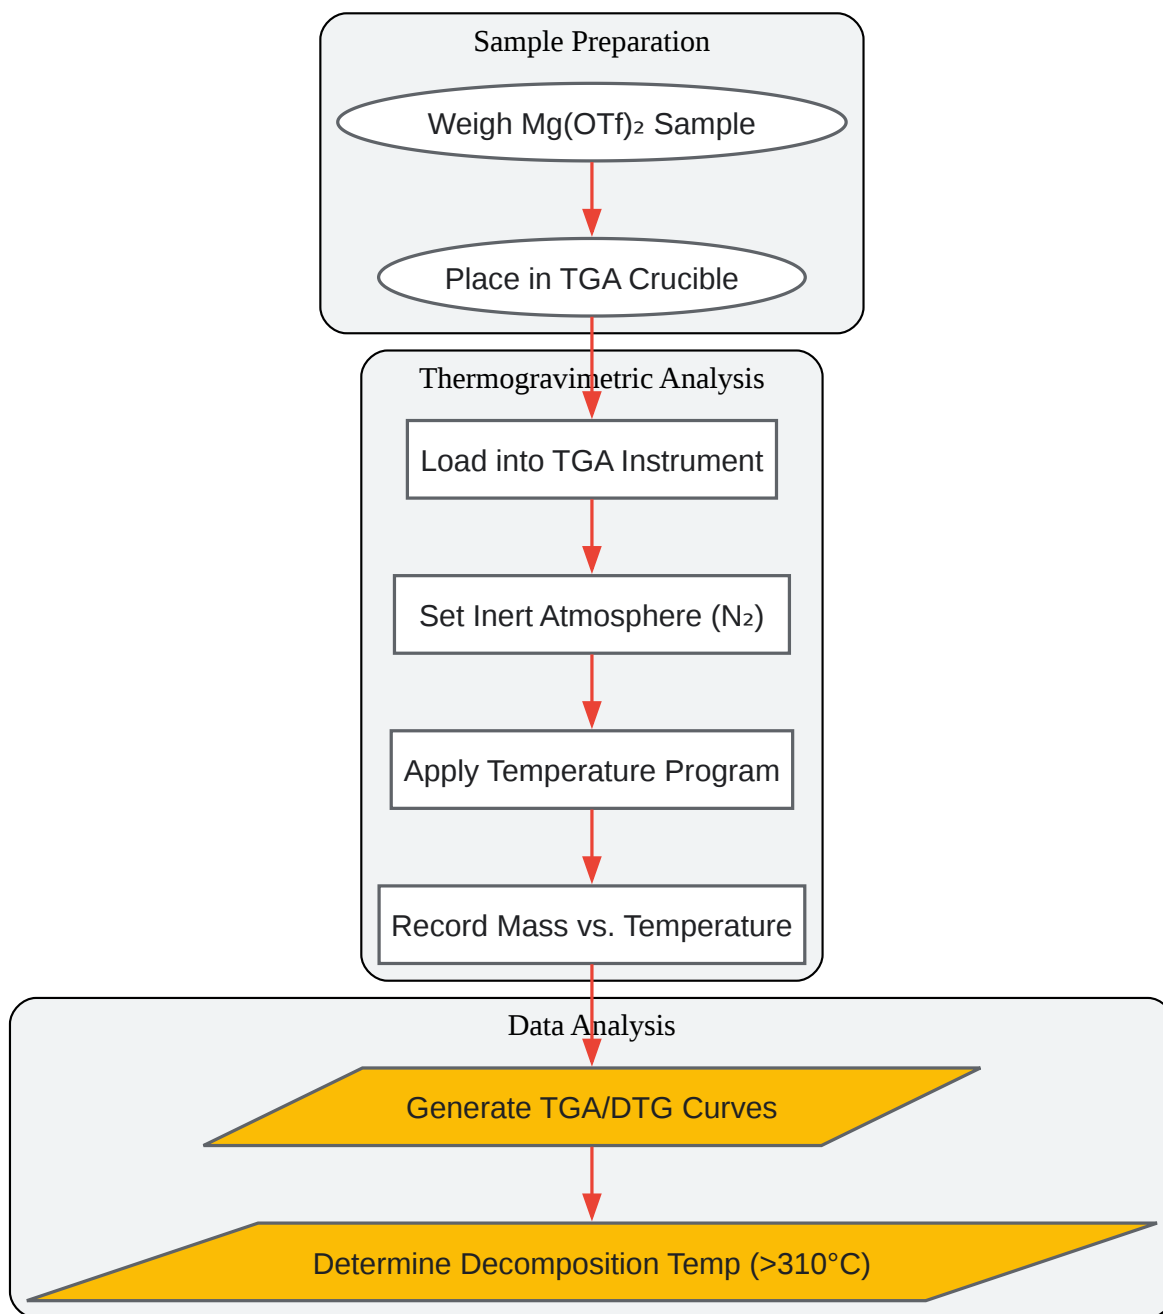 Sample Preparation
Weigh Mg(OTf)₂ Sample
Place in TGA Crucible
Thermogravimetric Analysis
Load into TGA Instrument
Set Inert Atmosphere (N₂)
Apply Temperature Program
Record Mass vs. Temperature
Data Analysis
Generate TGA/DTG Curves
Determine Decomposition Temp (>310°C)